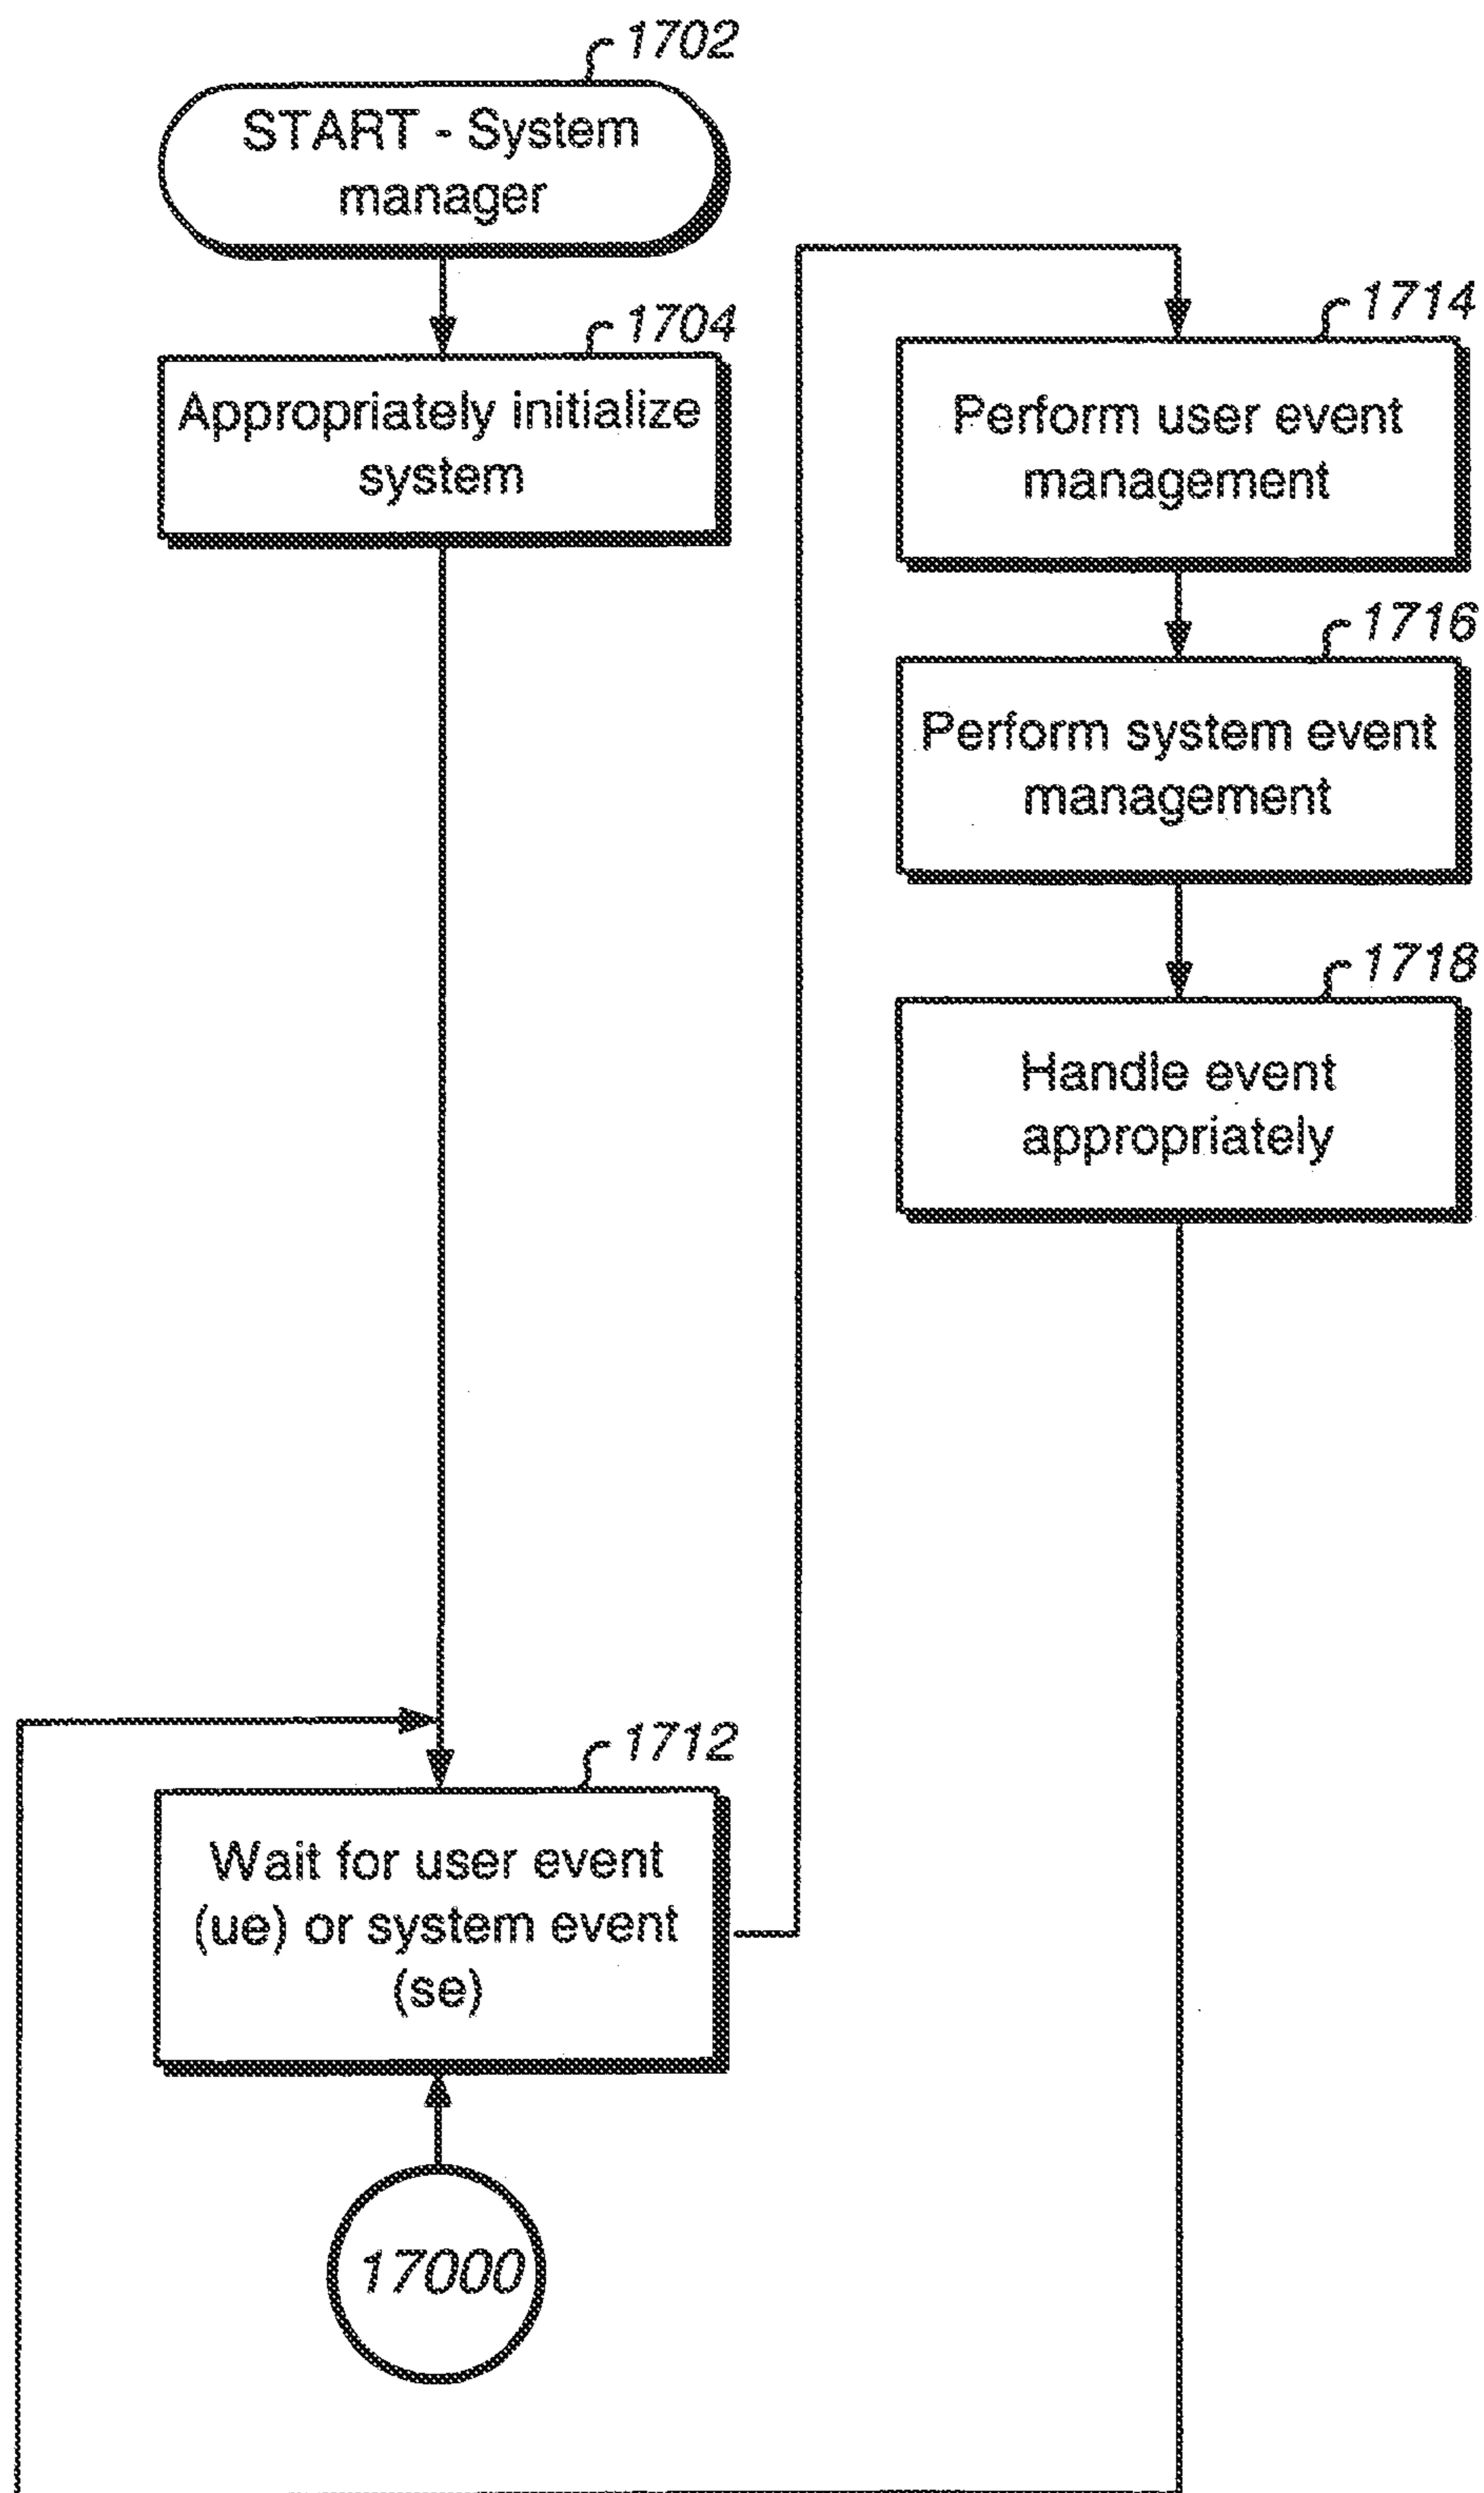 1702
START - System
manager
1704
Appropriately initialize
system
1712
Wait for user event
(ue) or system event
(se)
17000
1714
Perform user event
management
1716
Perform system event
management
1718
Handle event
appropriately